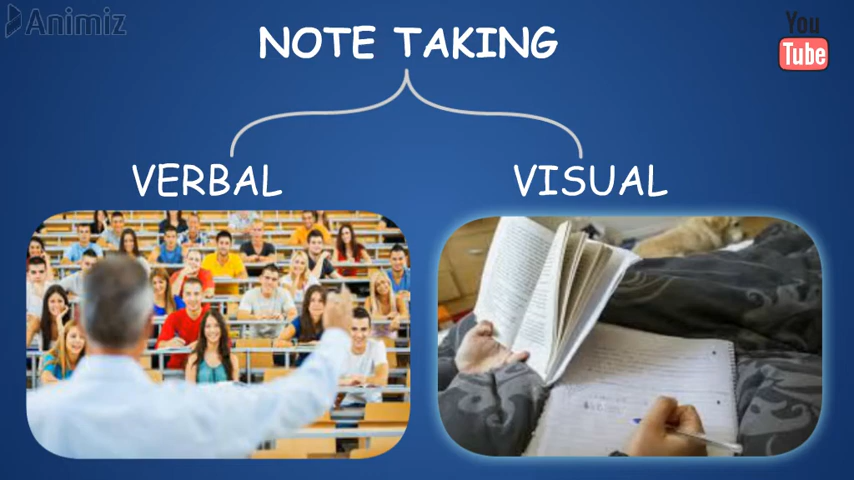 Animiz
You
Tube
NOTE TAKING
VERBAL
VISUAL